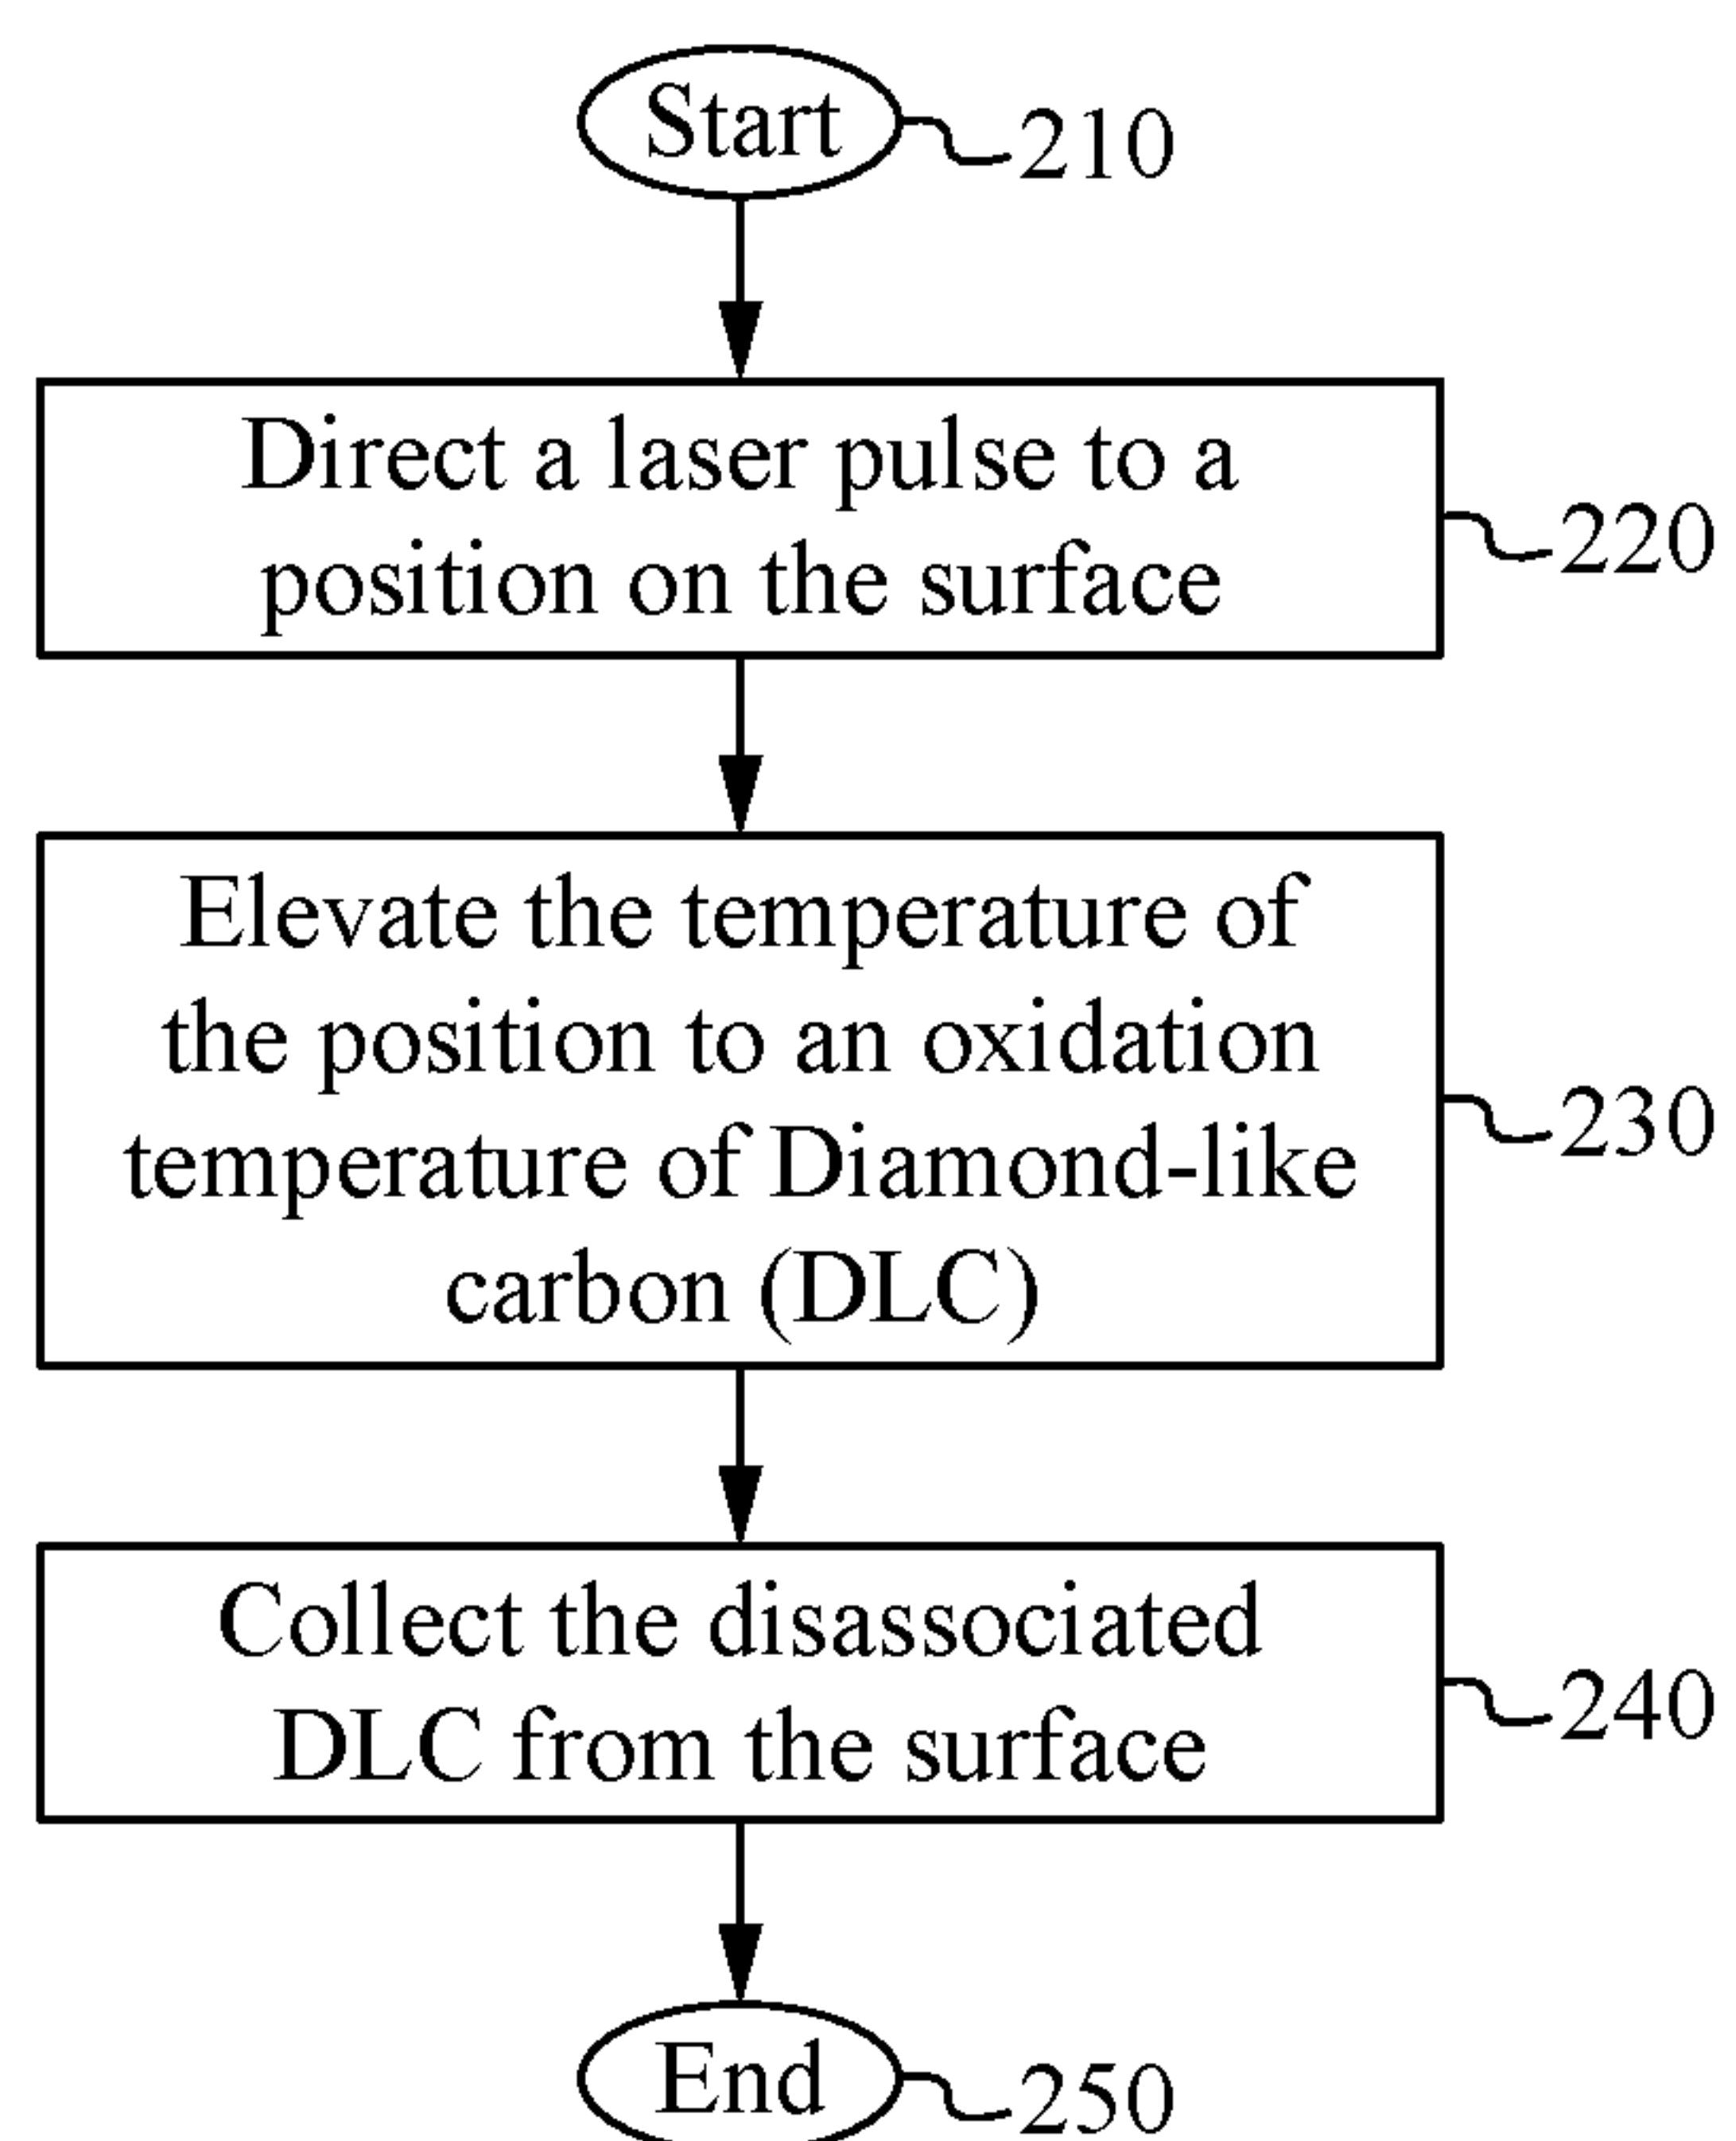 Start
210
Direct a laser pulse to a
position on the surface
220
Elevate the temperature of
the position to an oxidation
temperature of Diamond-like
carbon (DLC)
230
Collect the disassociated
DLC from the surface
240
End
250